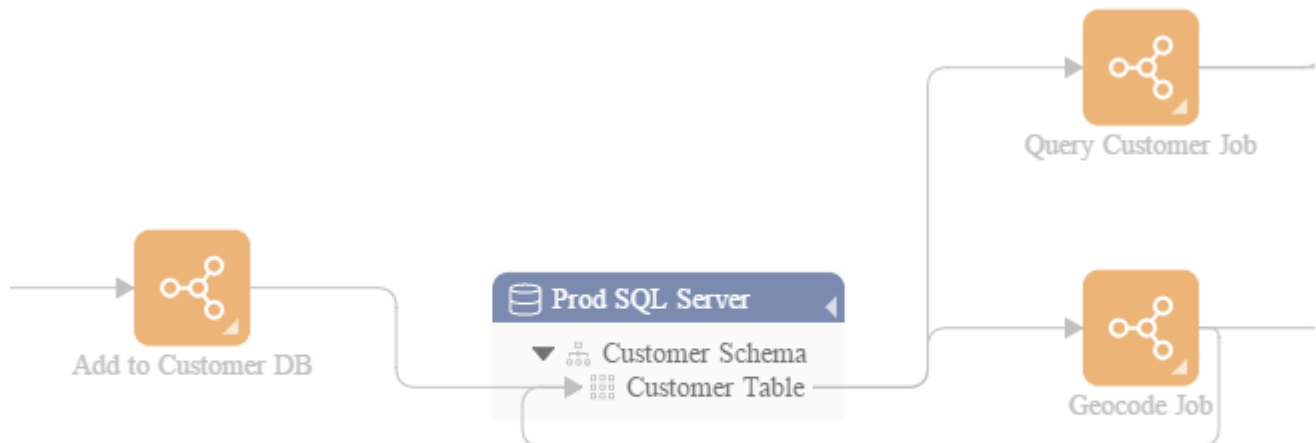 Query Customer Job
Add to Customer DB
Prod SQL Server
Customer Schema
Customer Table
Geocode Job